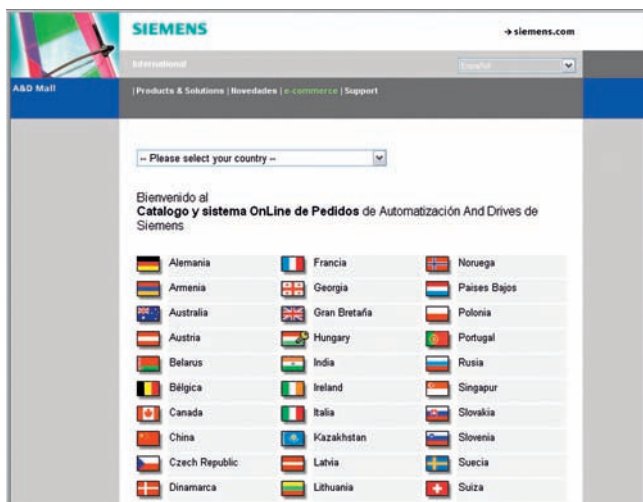 SIEMENS
→ siemens.com
International
Español
A&D Mall
| Products & Solutions | Novedades | e-commerce | Support
-- Please select your country --
Bienvenido al
Catalogo y sistema OnLine de Pedidos de Automatización And Drives de
Siemens
Alemania Francia Noruega
Armenia Georgia Paises Bajos
Australia Gran Bretaña Polonia
Austria Hungary Portugal
Belarus India Rusia
Bélgica Ireland Singapur
Canada Italia Slovakia
China Kazakhstan Slovenia
Czech Republic Latvia Suecia
Dinamarca Lithuania Suiza